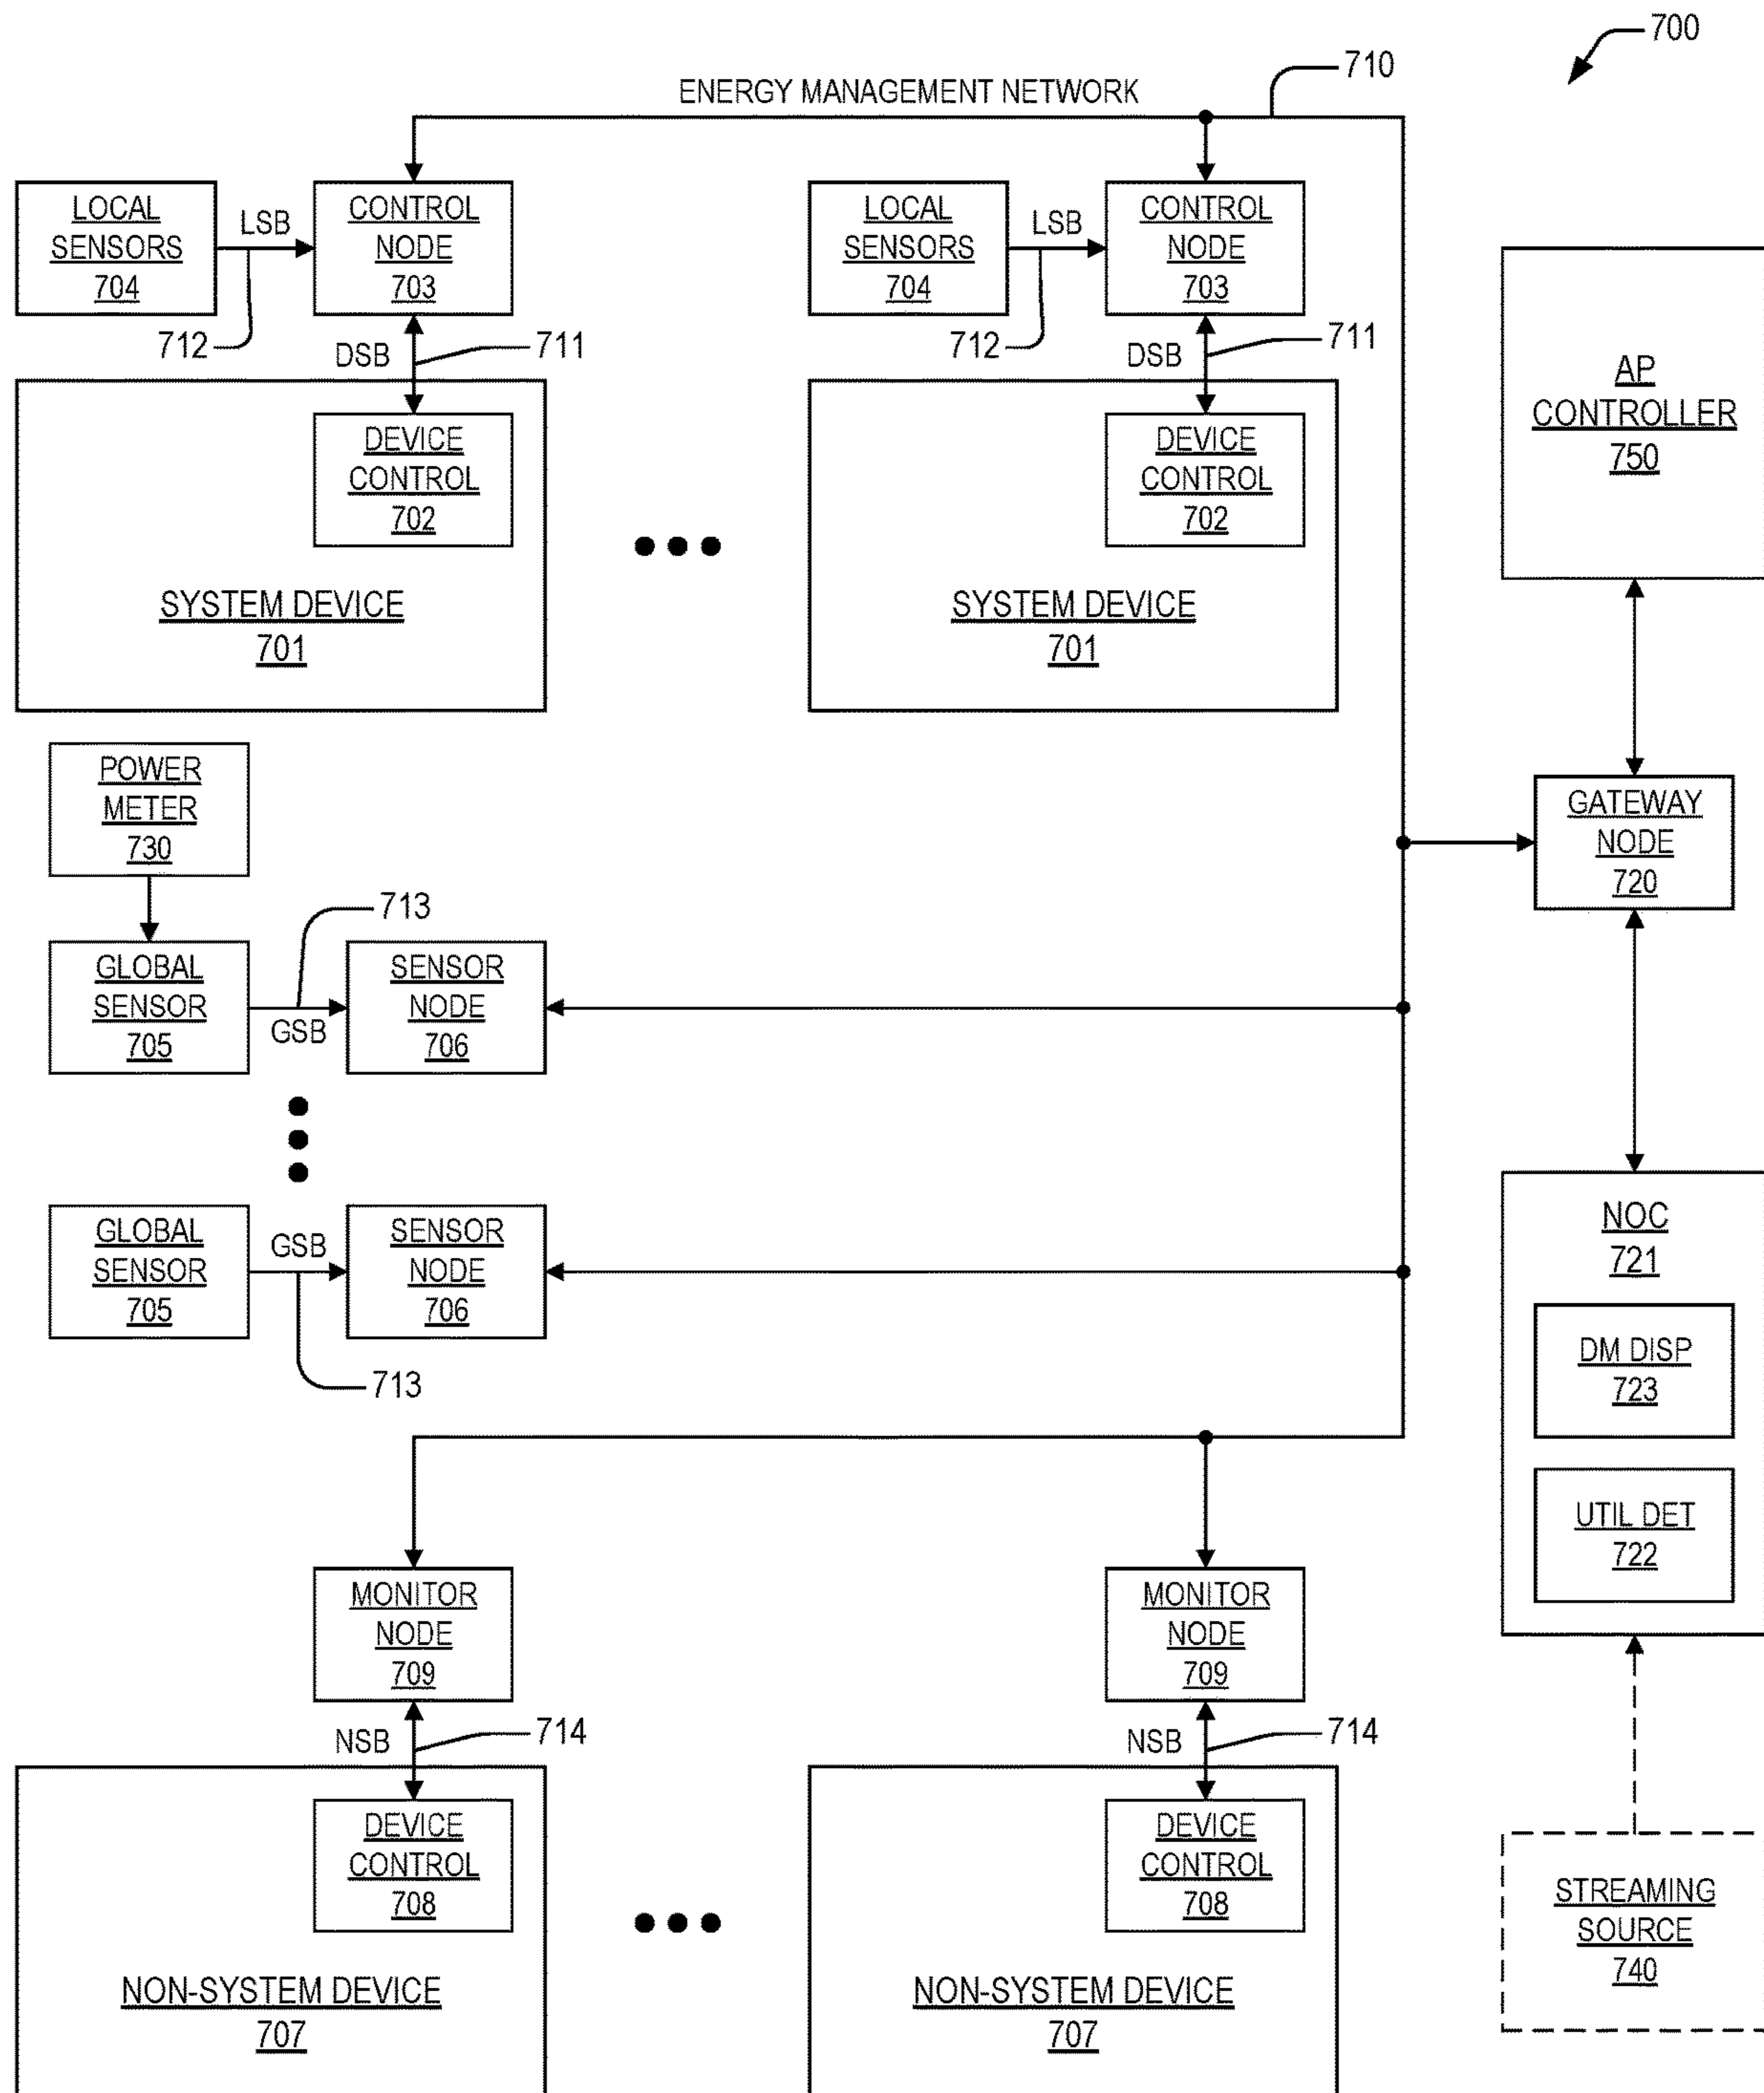 700
710
ENERGY MANAGEMENT NETWORK
LOCAL
SENSORS
704
LSB
712
CONTROL
NODE
703
DSB
711
DEVICE
CONTROL
702
SYSTEM DEVICE
701
LOCAL
SENSORS
704
LSB
712
CONTROL
NODE
703
DSB
711
DEVICE
CONTROL
702
SYSTEM DEVICE
701
AP
CONTROLLER
750
POWER
METER
730
GATEWAY
NODE
720
713
GLOBAL
SENSOR
705
GSB
SENSOR
NODE
706
GLOBAL
SENSOR
705
GSB
SENSOR
NODE
706
713
NOC
721
DM DISP
723
UTIL DET
722
MONITOR
NODE
709
NSB
714
DEVICE
CONTROL
708
NON-SYSTEM DEVICE
707
MONITOR
NODE
709
NSB
714
DEVICE
CONTROL
708
NON-SYSTEM DEVICE
707
STREAMING
SOURCE
740